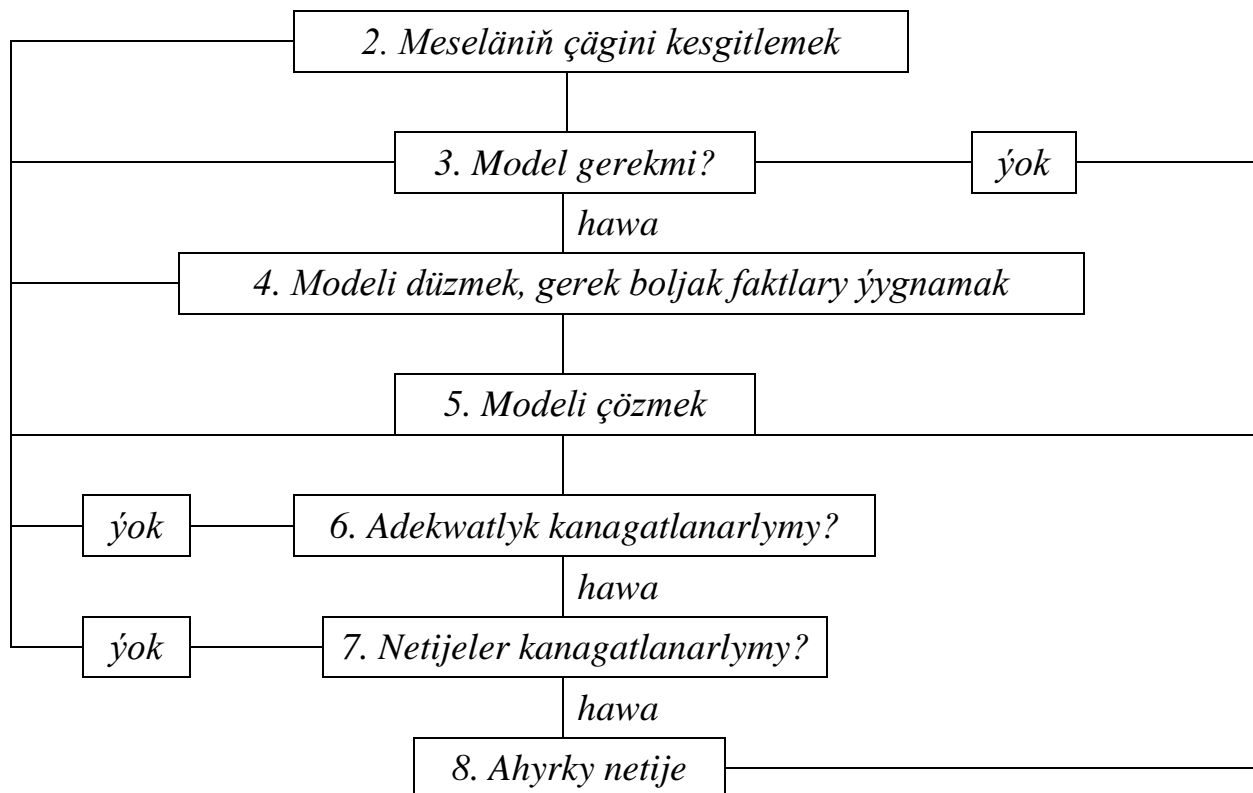 2. Meseläniň çägini kesgitlemek
3. Model gerekmi?
ýok
hawa
4. Modeli düzmek, gerek boljak faktlary ýygnamak
5. Modeli çözmek
ýok
6. Adekwatlyk kanagatlanarlymy?
hawa
ýok
7. Netijeler kanagatlanarlymy?
hawa
8. Ahyrky netije